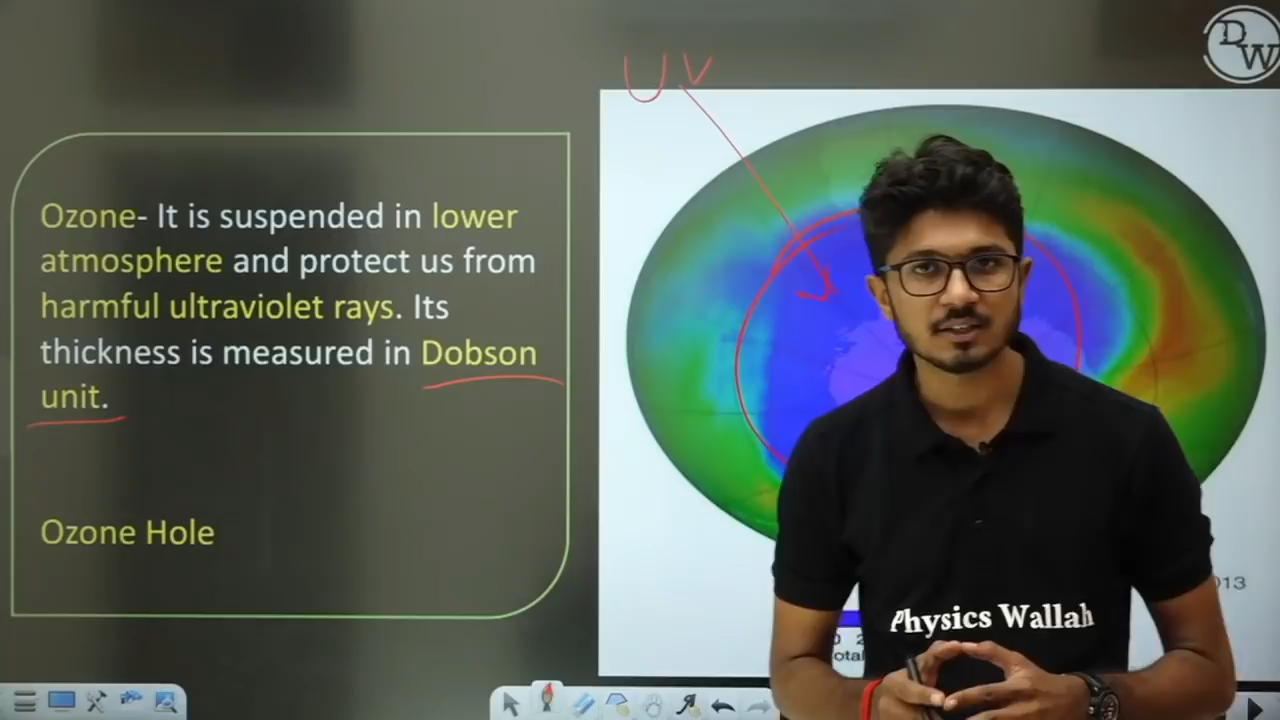 UV
DW
Ozone- It is suspended in lower
atmosphere and protect us from
harmful ultraviolet rays. Its
thickness is measured in Dobson
unit.
Ozone Hole
Physics Wallah